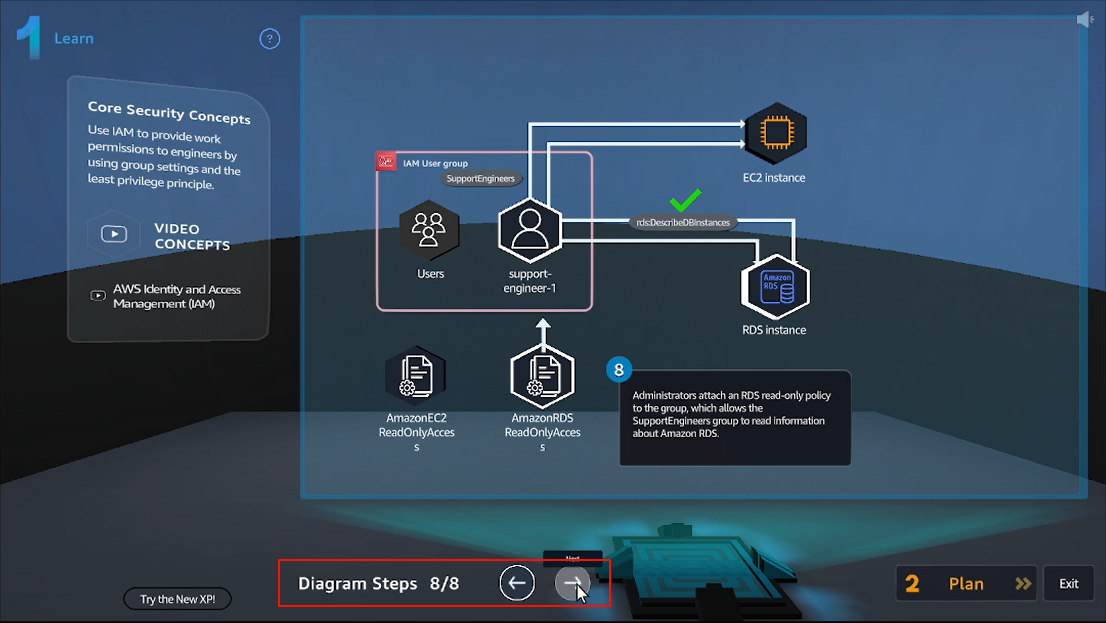 1 Learn
?
Core Security Concepts
Use IAM to provide work
permissions to engineers by
using group settings and the
least privilege principle.
VIDEO
CONCEPTS
AWS Identity and Access
Management (IAM)
IAM User group
SupportEngineers
Users
support-
engineer-1
EC2 instance
rds:DescribeDBInstances
Amazon
RDS
RDS instance
AmazonEC2
ReadOnlyAcces
s
AmazonRDS
ReadOnlyAcces
s
8
Administrators attach an RDS read-only policy
to the group, which allows the
SupportEngineers group to read information
about Amazon RDS.
Next
Diagram Steps 8/8
Try the New XP!
2 Plan
Exit